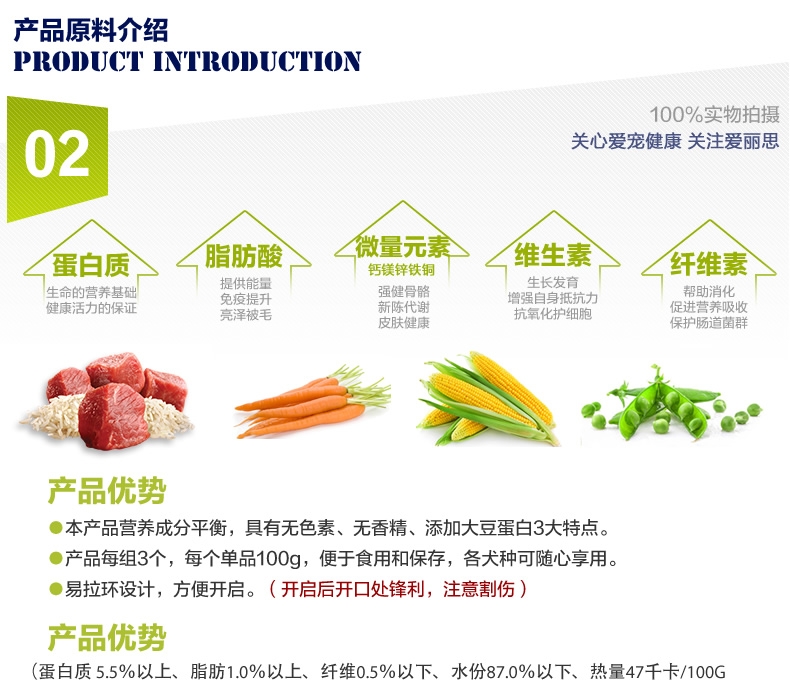 产品原料介绍
PRODUCT INTRODUCTION
02
100%实物拍摄
关心爱宠健康 关注爱丽思
蛋白质
生命的营养基础
健康活力的保证
脂肪酸
提供能量
免疫提升
亮泽被毛
微量元素
钙镁锌铁铜
强健骨骼
新陈代谢
皮肤健康
维生素
生长发育
增强自身抵抗力
抗氧化护细胞
纤维素
帮助消化
促进营养吸收
保护肠道菌群
产品优势
●本产品营养成分平衡，具有无色素、无香精、添加大豆蛋白3大特点。
●产品每组3个，每个单品100g，便于食用和保存，各犬种可随心享用。
●易拉环设计，方便开启。（开启后开口处锋利，注意割伤）
产品优势
（蛋白质 5.5%以上、脂肪1.0%以上、纤维0.5%以下、水份87.0%以下、热量47千卡/100G